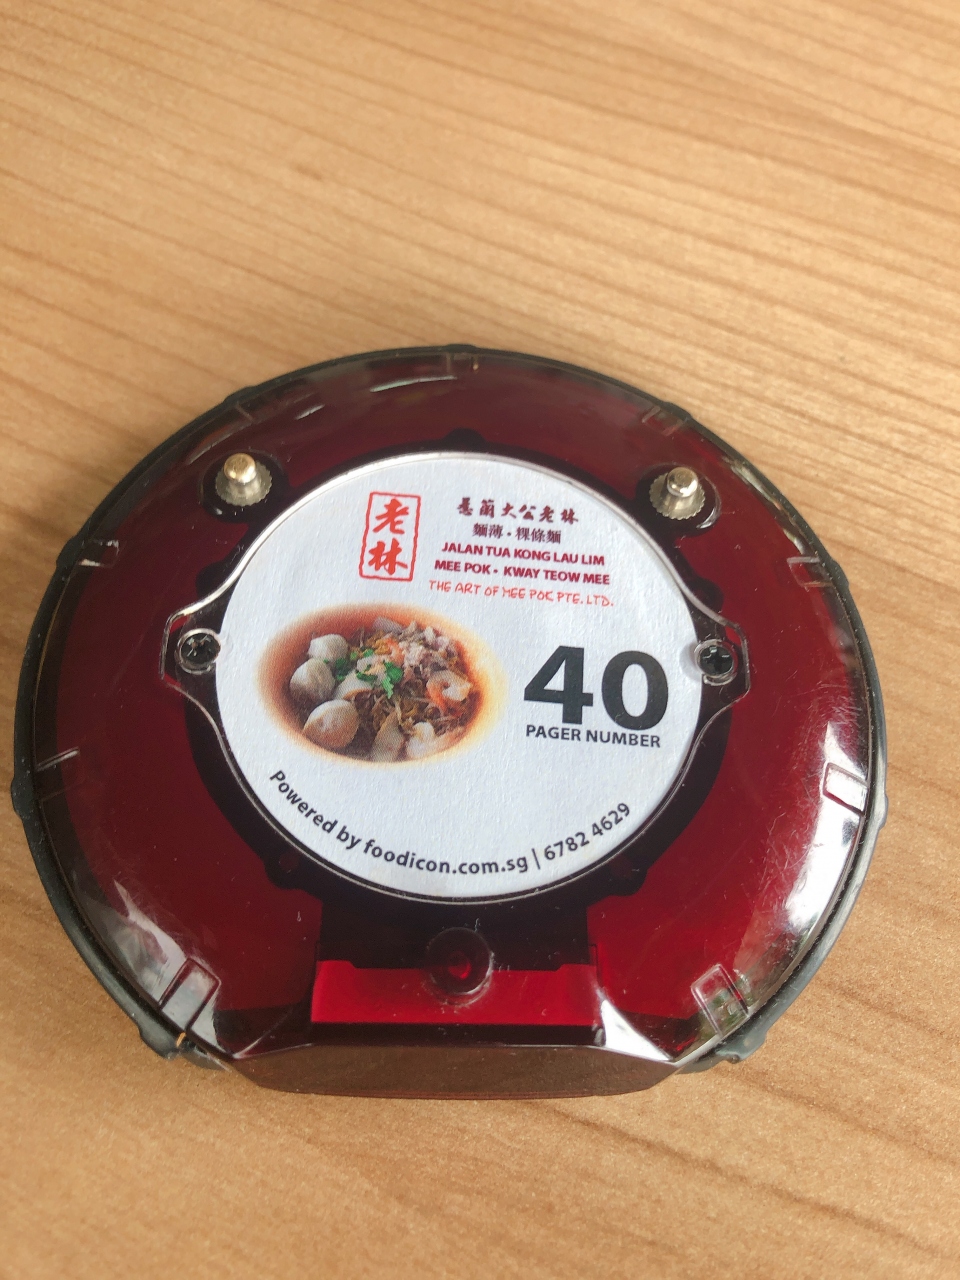 老
林
惹蘭大公老林
麵薄・粿條麵
JALAN TUA KONG LAU LIM
MEE POK • KWAY TEOW MEE
THE ART OF MEE POK PTE. LTD.
40
PAGER NUMBER
Powered by foodicon.com.sg | 6782 4629